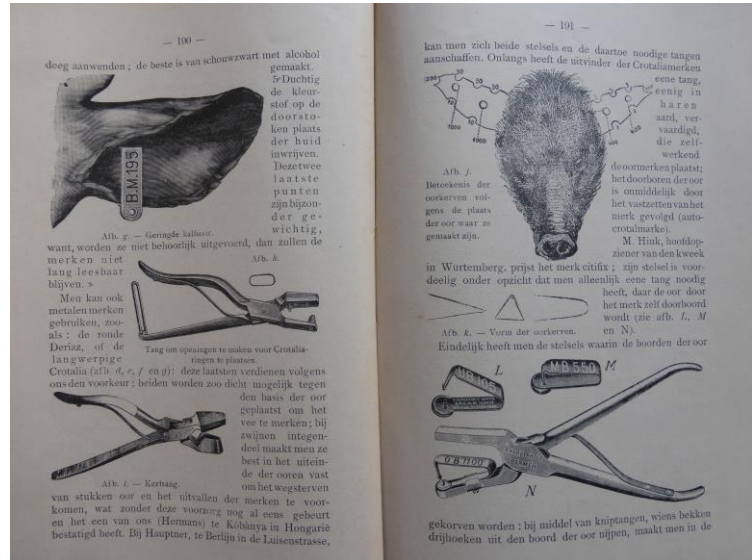 — 190 —
deeg aanwenden ; de beste is van schouwzwart met alcohol
gemaakt.
5º Duchtig
de kleur-
stof op de
doorsto-
ken plaats
der huid
inwrijven.
Deze twee
laatste
punten
zijn bijzon-
der ge-
wichtig,
B.M.195
Afb. g. — Geringde kalfsoor.
want, worden ze niet behoorlijk uitgevoerd, dan zullen de
merken niet
lang leesbaar
blijven. »
Afb. h.
Men kan ook
metalen merken
gebruiken, zoo-
als : de ronde
Deriaz, of de
langwerpige
Tang om openingen te maken voor Crotalia-
ringen te plaatsen.
Crotalia (afb. d, e, f en g): deze laatsten verdienen volgens
ons den voorkeur ; beiden worden zoo dicht mogelijk tegen
den basis der oor
geplaatst om het
vee te merken ; bij
zwijnen integen-
deel maakt men ze
best in het uitein-
de der ooren vast
om het wegsterven
Afb. i. — Kerftang.
van stukken oor en het uitvallen der merken te voor-
komen, wat zonder deze voorzorg nog al eens gebeurt
en het een van ons (Hermans) te Köbánya in Hongarië
bestatigd heeft. Bij Hauptner, te Berlijn in de Luisenstrasse,
— 191 —
kan men zich beide stelsels en de daartoe noodige tangen
aanschaffen. Onlangs heeft de uitvinder der Crotaliamerken
eene tang,
eenig in
haren
aard, ver-
vaardigd,
die zelf-
werkend
de oormerken plaatst;
het doorboren der oor
is onmiddelijk door
het vastzetten van het
merk gevolgd (auto-
crotalmerke).
1000
1000
Afb. j.
Beteekenis der
oorkerven vol-
gens de plaats
der oor waar ze
gemaakt zijn.
M. Hink, hoofdop-
ziener van den kweek
in Wurtemberg, prijst het merk citifix ; zijn stelsel is voor-
deelig onder opzicht dat men alleenlijk eene tang noodig
heeft, daar de oor door
het merk zelf doorboord
wordt (zie afb. L, M
en N).
Afb. k. — Vorm der oorkerven.
Eindelijk heeft men de stelsels waarin de boorden der oor
L
MB 105
MB 550
M
OB 1100
N
gekorven worden : bij middel van kniptangen, wiens bekken
drijhoeken uit den boord der oor nijpen, maakt men in de